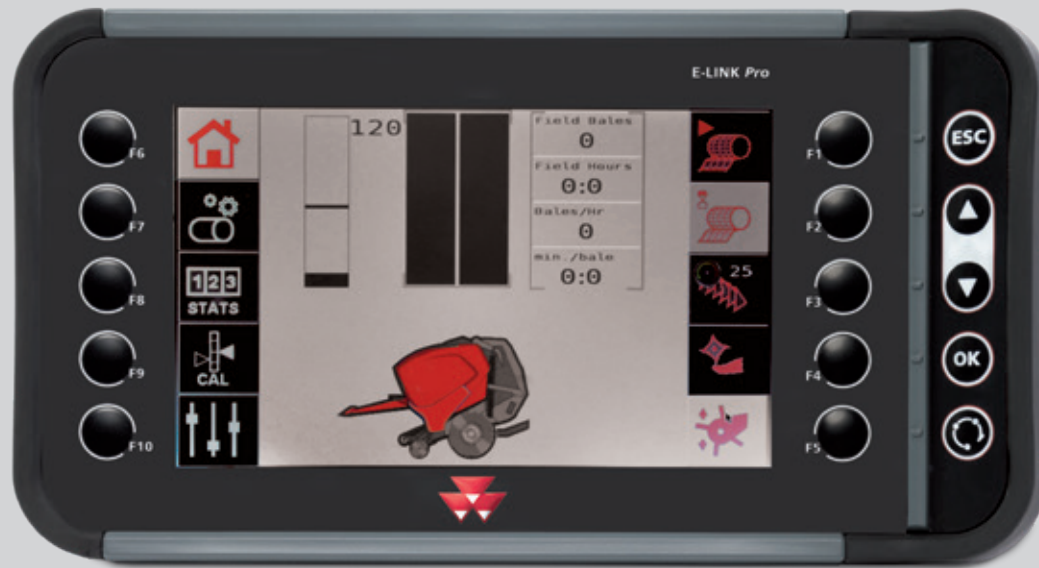 E-LINK Pro
120
Field Bales
0
Field Hours
0:0
Bales/Hr
0
min./bale
0:0
25
123
STATS
CAL
F6
F7
F8
F9
F10
F1
F2
F3
F4
F5
ESC
OK